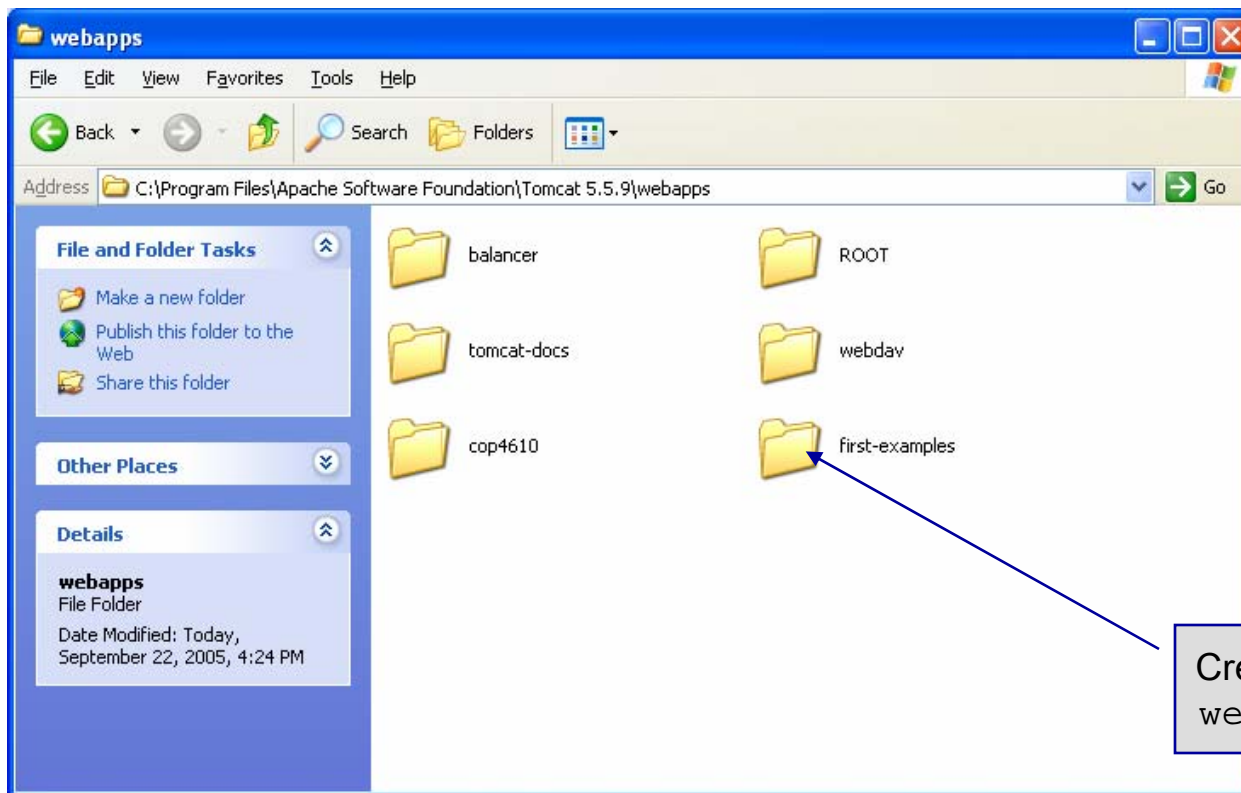 webapps
File Edit View Favorites Tools Help
Back Search Folders
Address C:\Program Files\Apache Software Foundation\Tomcat 5.5.9\webapps Go
File and Folder Tasks
Make a new folder
Publish this folder to the
Web
Share this folder
Other Places
Details
webapps
File Folder
Date Modified: Today,
September 22, 2005, 4:24 PM
balancer ROOT
tomcat-docs webdav
cop4610 first-examples
Cre
we